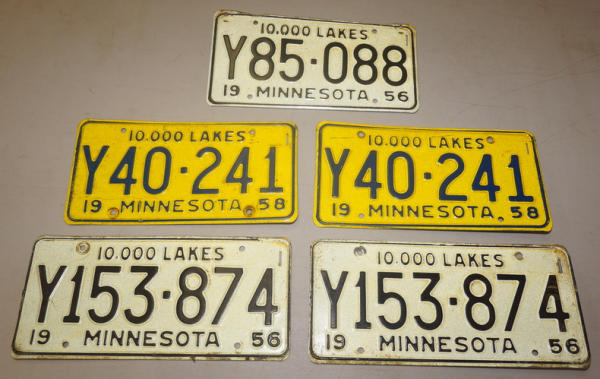 10.000 LAKES
Y85·088
19 MINNESOTA 56
10.000 LAKES
Y40·241
19 MINNESOTA 58
10.000 LAKES
Y40·241
19 MINNESOTA 58
10.000 LAKES
Y153·874
19 MINNESOTA 56
10.000 LAKES
Y153·874
19 MINNESOTA 56